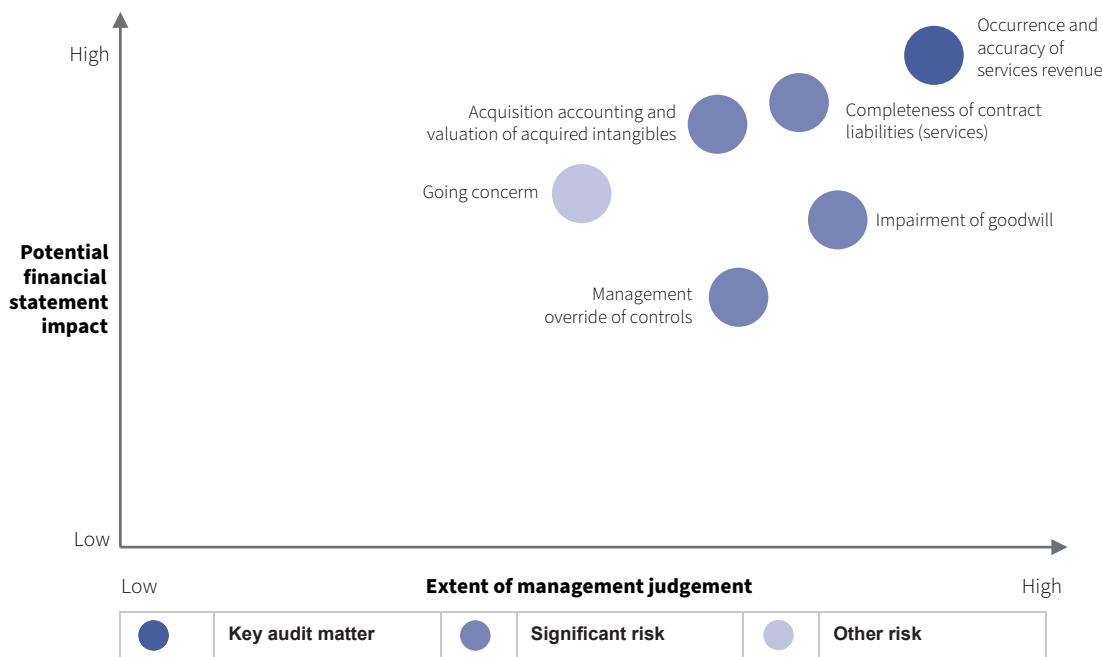 High
Occurrence and
accuracy of
services revenue
Acquisition accounting and
valuation of acquired intangibles
Completeness of contract
liabilities (services)
Going concerm
Impairment of goodwill
Potential
financial
statement
impact
Management
override of controls
Low
Low
Extent of management judgement
High
Key audit matter
Significant risk
Other risk